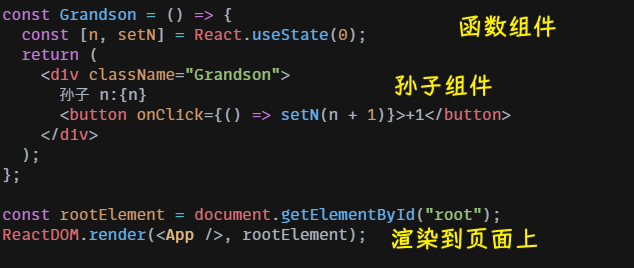 const Grandson = () => {
函数组件
const [n, setN] = React.useState(0);
return (
<div className="Grandson">
孙子组件
孙子 n:{n}
<button onClick={() => setN(n + 1)}>+1</button>
</div>
);
};
const rootElement = document.getElementById("root");
ReactDOM.render(<App />, rootElement);
渲染到页面上